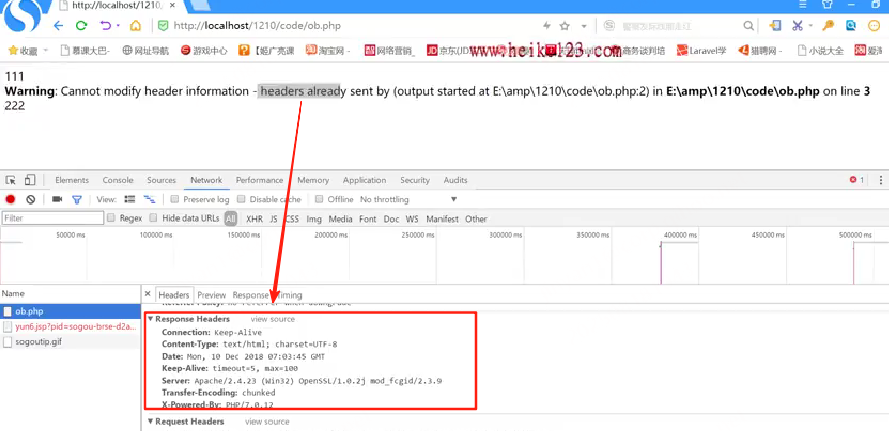 http://localhost/1210/
http://localhost/1210/code/ob.php
收藏 慕课大巴- 网址导航 游戏中心 淘宝网 网络营销_ 京东(JD www.heiku123.com 商务谈判培 Laravel学 猎聘网 - 小说大全 爱淘
111
Warning: Cannot modify header information - headers already sent by (output started at E:\amp\1210\code\ob.php:2) in E:\amp\1210\code\ob.php on line 3
222
Elements Console Sources Network Performance Memory Application Security Audits 1
View: Preserve log Disable cache Offline No throttling
Filter Regex Hide data URLs All XHR JS CSS Img Media Font Doc WS Manifest Other
50000 ms 100000 ms 150000 ms 200000 ms 250000 ms 300000 ms 350000 ms 400000 ms 450000 ms 500000 ms
Name × Headers Preview Response Timing
ob.php
yun6.jsp?pid=sogou-brse-d2a...
sogoutip.gif
Response Headers view source
Connection: Keep-Alive
Content-Type: text/html; charset=UTF-8
Date: Mon, 10 Dec 2018 07:03:45 GMT
Keep-Alive: timeout=5, max=100
Server: Apache/2.4.23 (Win32) OpenSSL/1.0.2j mod_fcgid/2.3.9
Transfer-Encoding: chunked
X-Powered-By: PHP/7.0.12
Request Headers view source